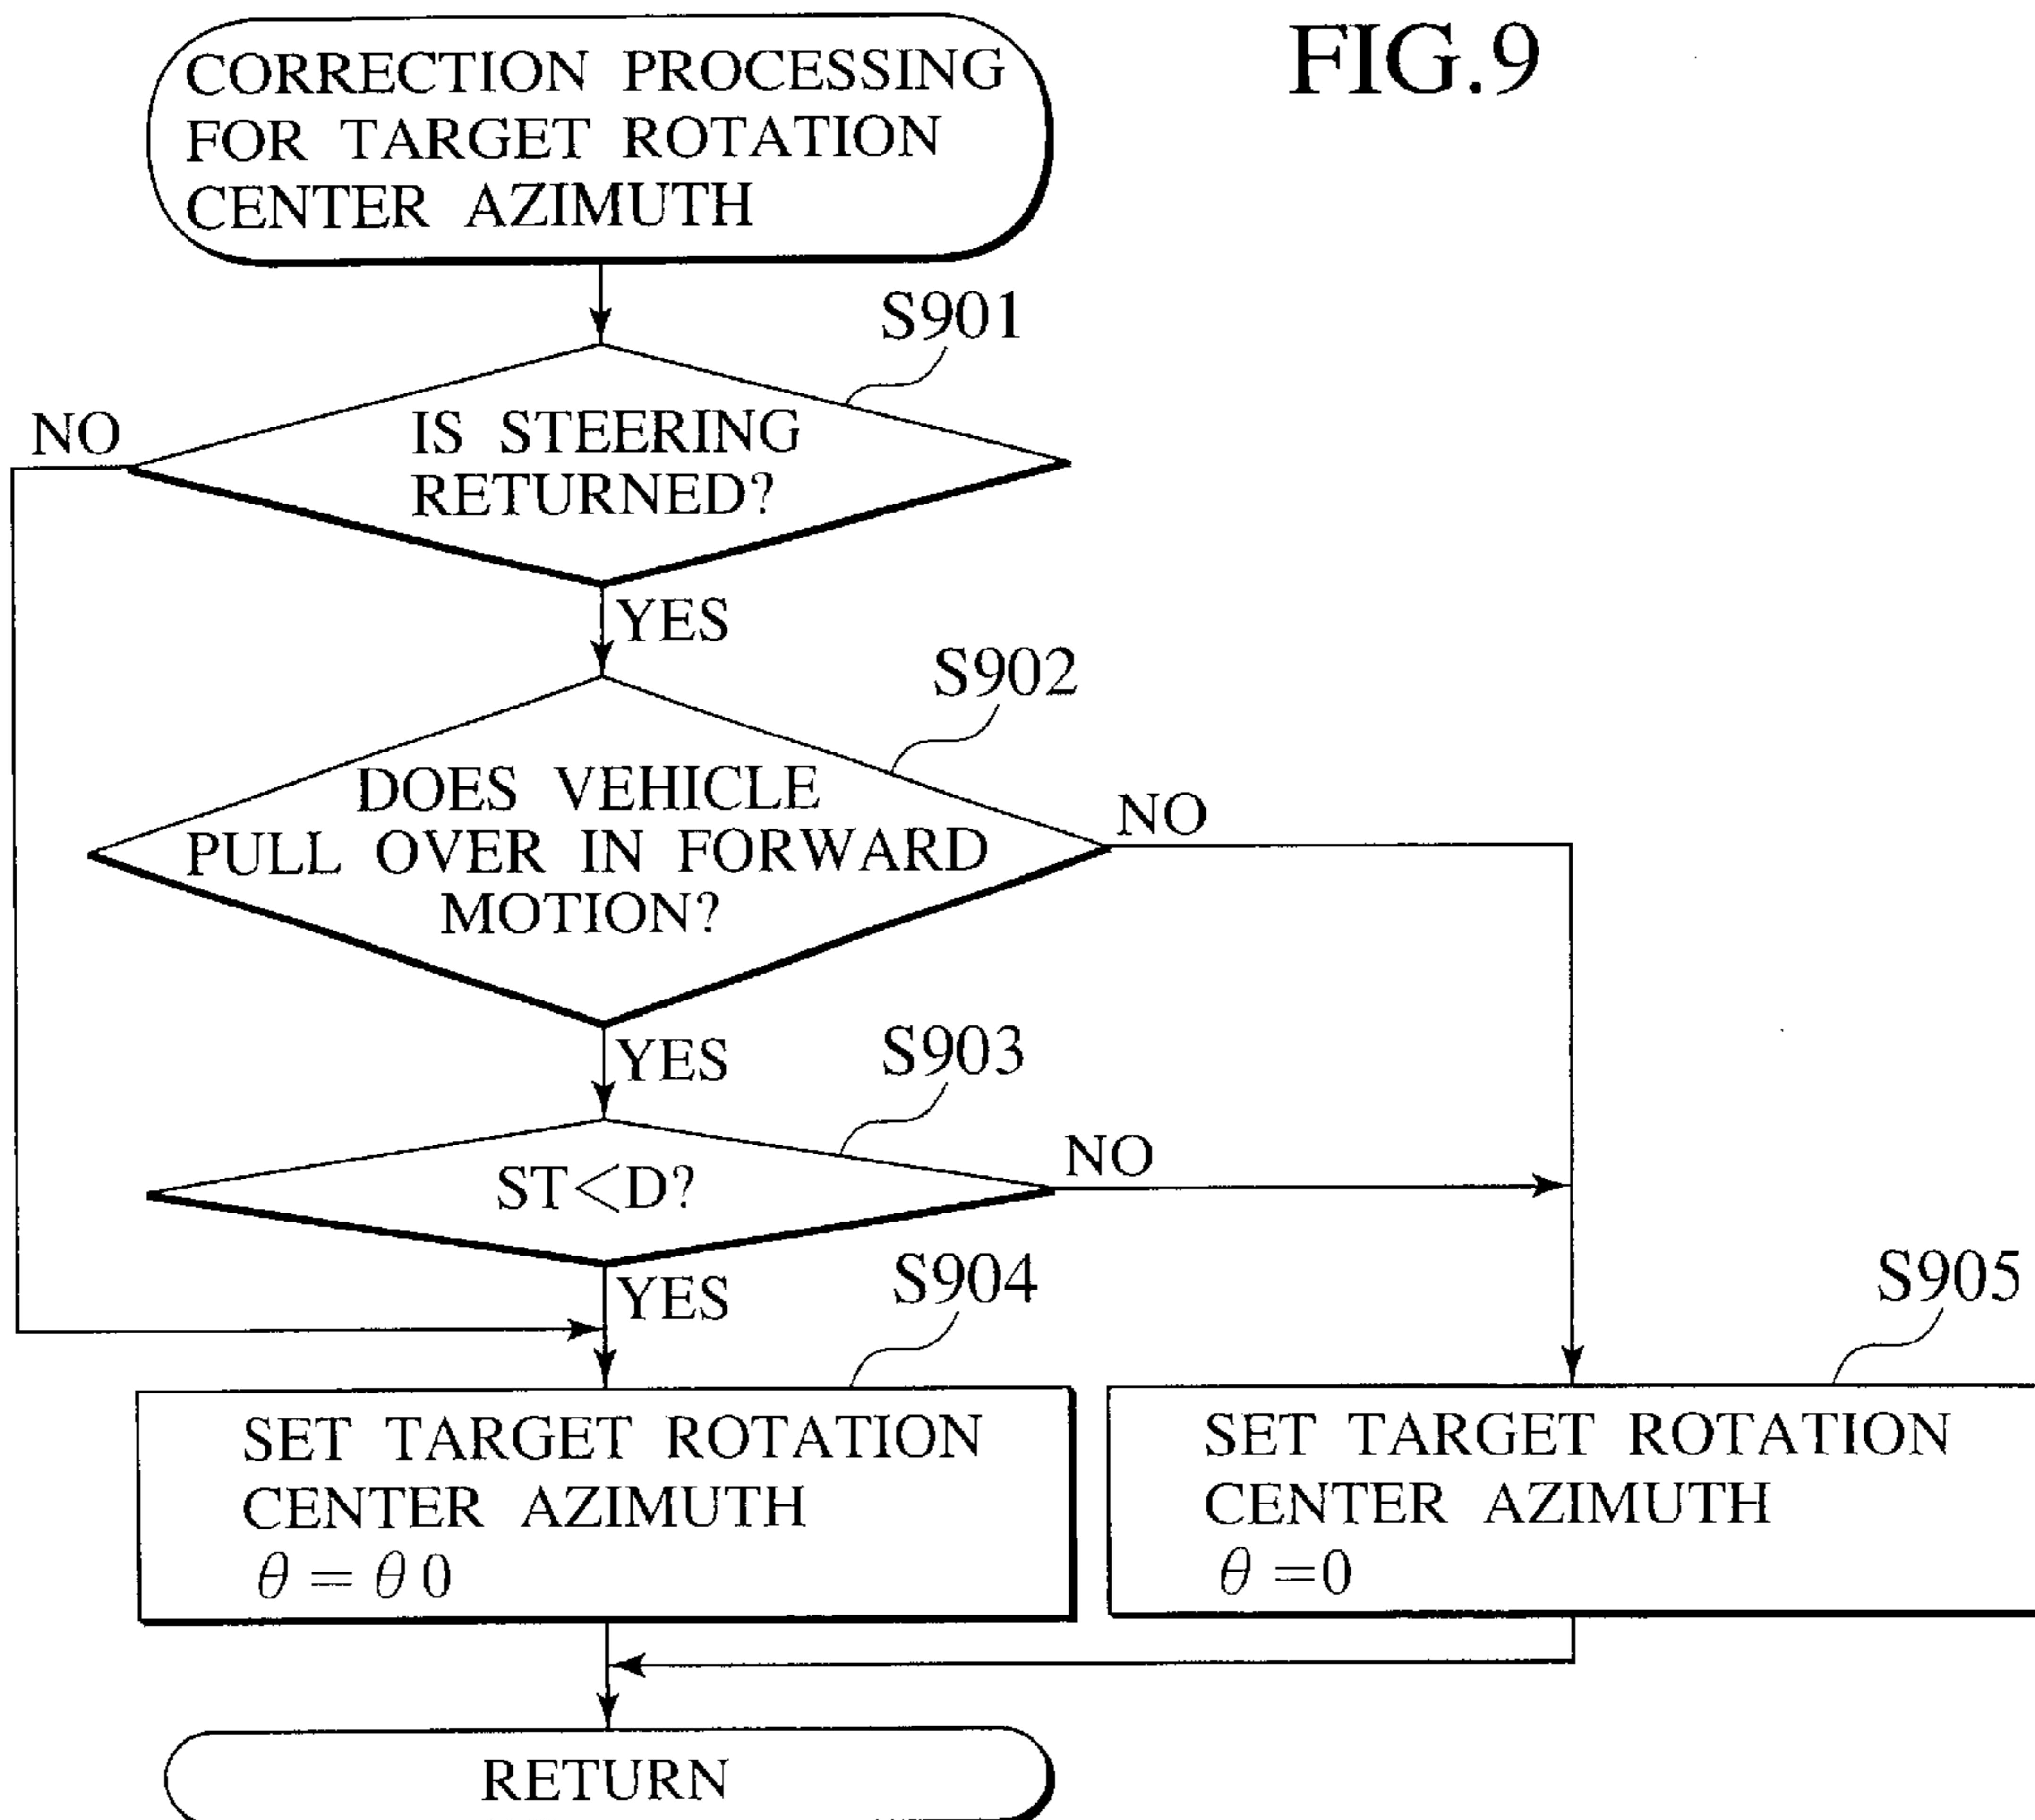 FIG.9
CORRECTION PROCESSING
FOR TARGET ROTATION
CENTER AZIMUTH
S901
NO
IS STEERING
RETURNED?
YES
S902
DOES VEHICLE
PULL OVER IN FORWARD
MOTION?
NO
YES
S903
ST<D?
NO
YES
S904
SET TARGET ROTATION
CENTER AZIMUTH
θ = θ 0
S905
SET TARGET ROTATION
CENTER AZIMUTH
θ =0
RETURN